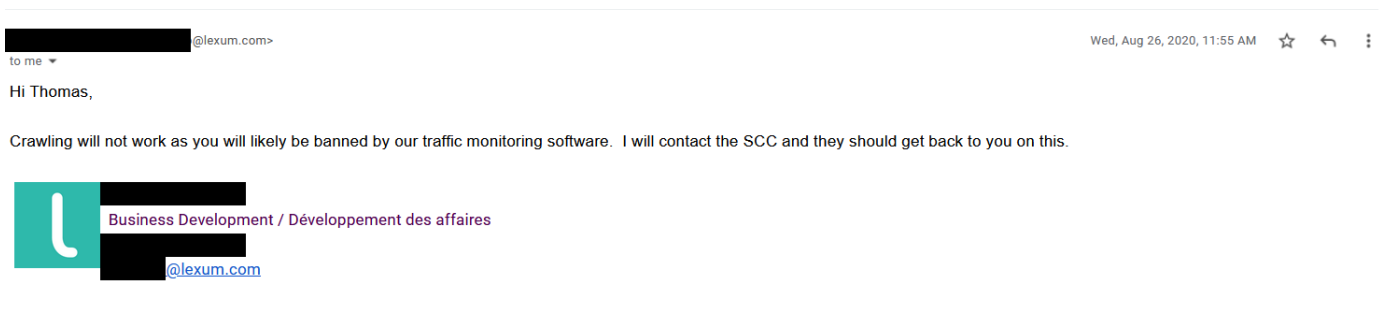 @lexum.com>
Wed, Aug 26, 2020, 11:55 AM
to me
Hi Thomas,
Crawling will not work as you will likely be banned by our traffic monitoring software.  I will contact the SCC and they should get back to you on this.
Business Development / Développement des affaires
@lexum.com